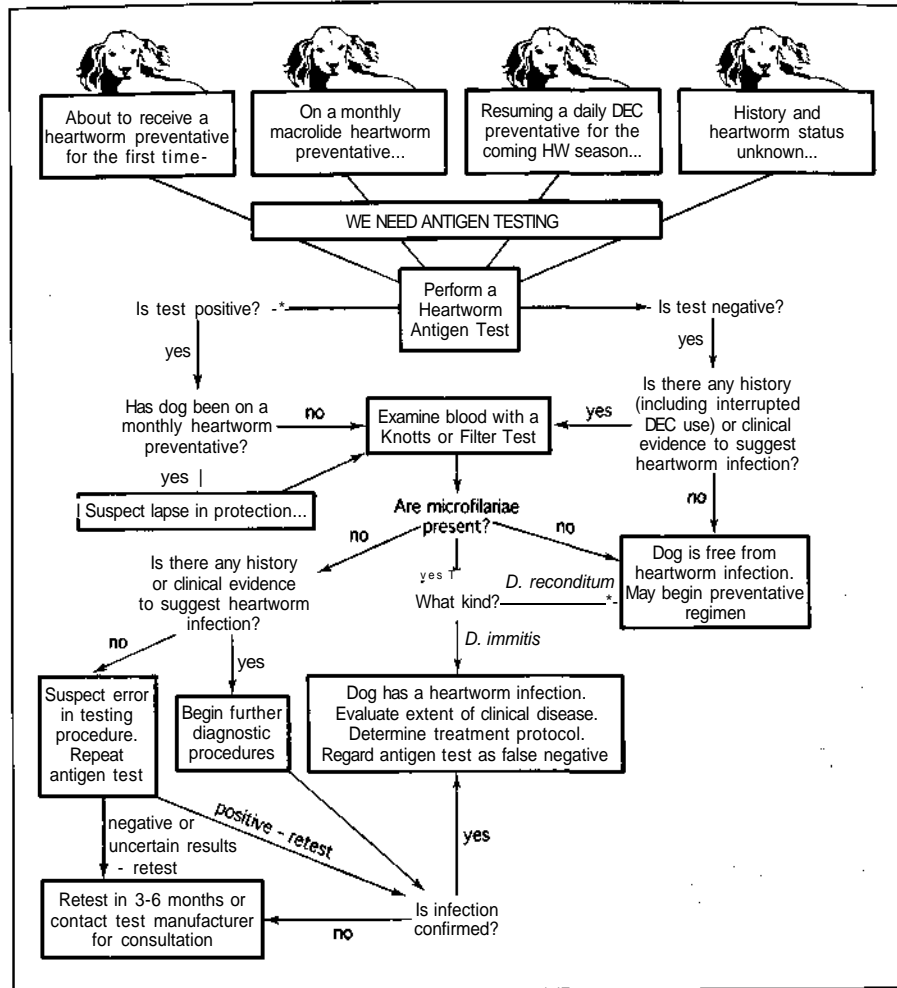 About to receive a
heartworm preventative
for the first time-
On a monthly
macrolide heartworm
preventative...
Resuming a daily DEC
preventative for the
coming HW season...
History and
heartworm status
unknown...
WE NEED ANTIGEN TESTING
Perform a
Heartworm
Antigen Test
Is test positive? -*
- Is test negative?
yes
yes
Has dog been on a
monthly heartworm
preventative?
no
Examine blood with a
Knotts or Filter Test
yes
Is there any history
(including interrupted
DEC use) or clinical
evidence to suggest
heartworm infection?
yes |
Suspect lapse in protection...
no
Are microfilariae
present?
no
no
Dog is free from
heartworm infection.
May begin preventative
regimen
Is there any history
or clinical evidence
to suggest heartworm
infection?
yes T
What kind?
D. reconditum
*-
D. immitis
no
yes
Suspect error
in testing
procedure.
Repeat
antigen test
Begin further
diagnostic
procedures
Dog has a heartworm infection.
Evaluate extent of clinical disease.
Determine treatment protocol.
Regard antigen test as false negative
negative or
uncertain results
- retest
positive - retest
yes
Retest in 3-6 months or
contact test manufacturer
for consultation
no
Is infection
confirmed?